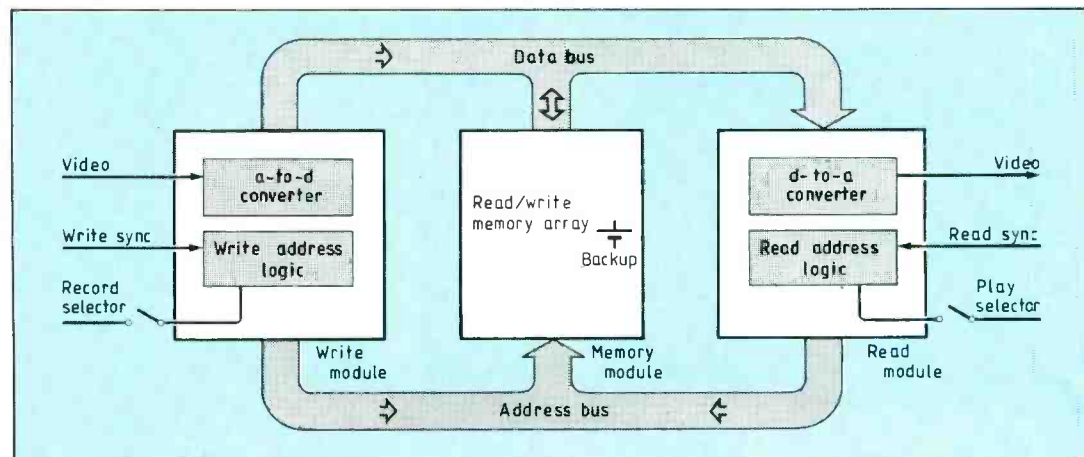 Data bus
Video
a-to-d
converter
Write sync
Write address
logic
Record
selector
Write
module
Read/write
memory array
Backup
Memory
module
d-to-a
converter
Video
Read address
logic
Read sync
Play
selector
Read
module
Address bus